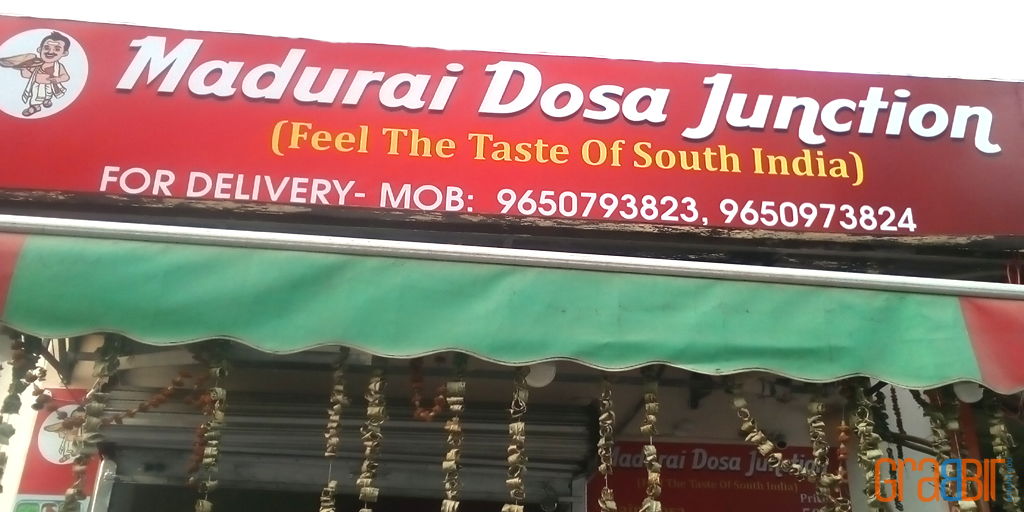 Madurai Dosa Junction
(Feel The Taste Of South India)
FOR DELIVERY- MOB: 9650793823, 9650973824
Madurai Dosa Junction
(Feel The Taste Of South India)
GRABBIT